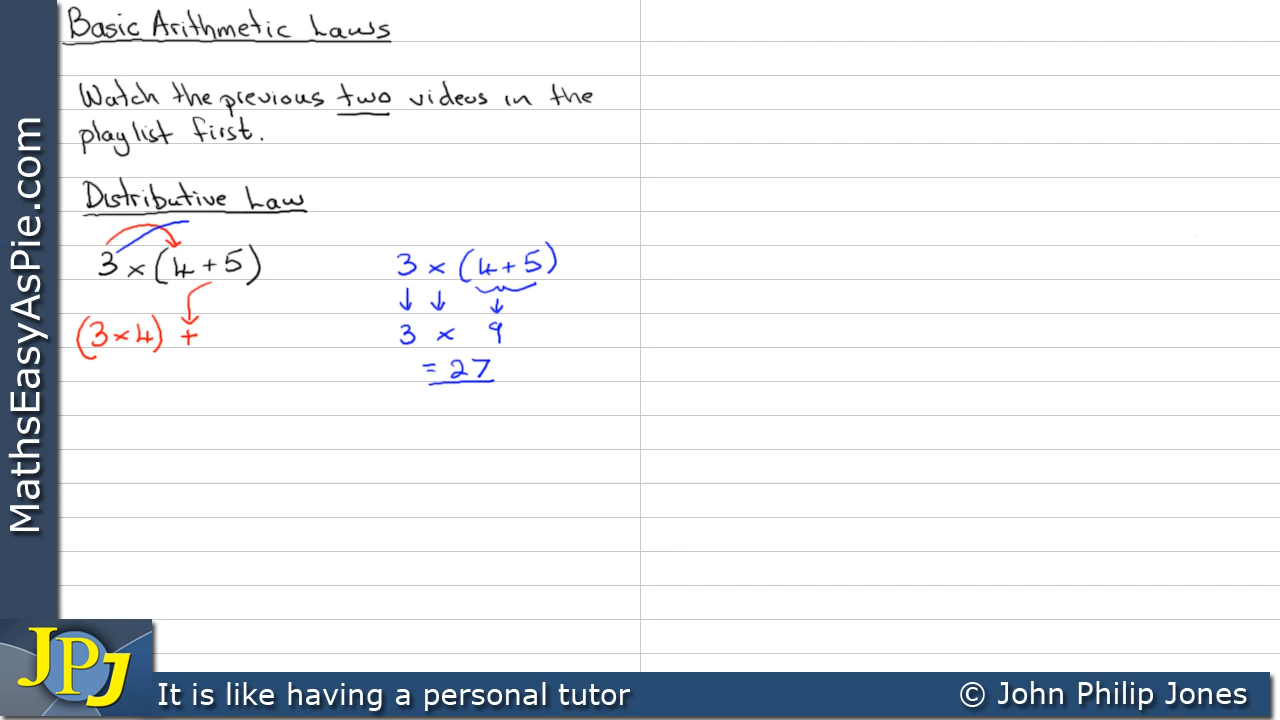 Basic Arithmetic Laws
Watch the previous two videos in the
playlist first.
Distributive Law
3 × (4 + 5)
(3 × 4) +
3 × (4 + 5)
↓ ↓ ↓
3 × 9
= 27
MathsEasyAsPie.com
JPJ
It is like having a personal tutor
© John Philip Jones